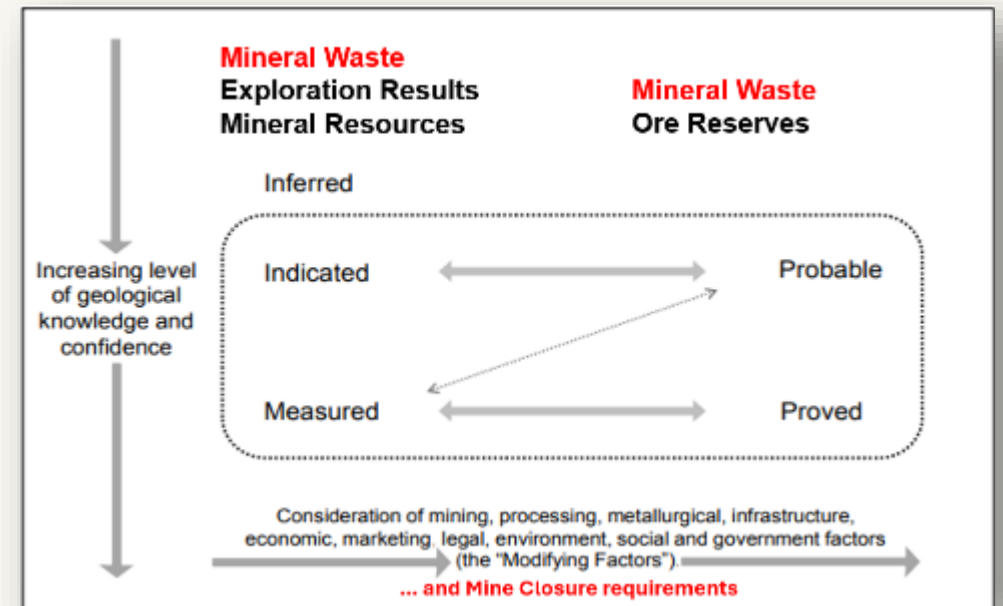 Mineral Waste
Exploration Results
Mineral Resources
Mineral Waste
Ore Reserves
Inferred
Increasing level
of geological
knowledge and
confidence
Indicated
Probable
Measured
Proved
Consideration of mining, processing, metallurgical, infrastructure,
economic, marketing, legal, environment, social and government factors
(the "Modifying Factors").
... and Mine Closure requirements